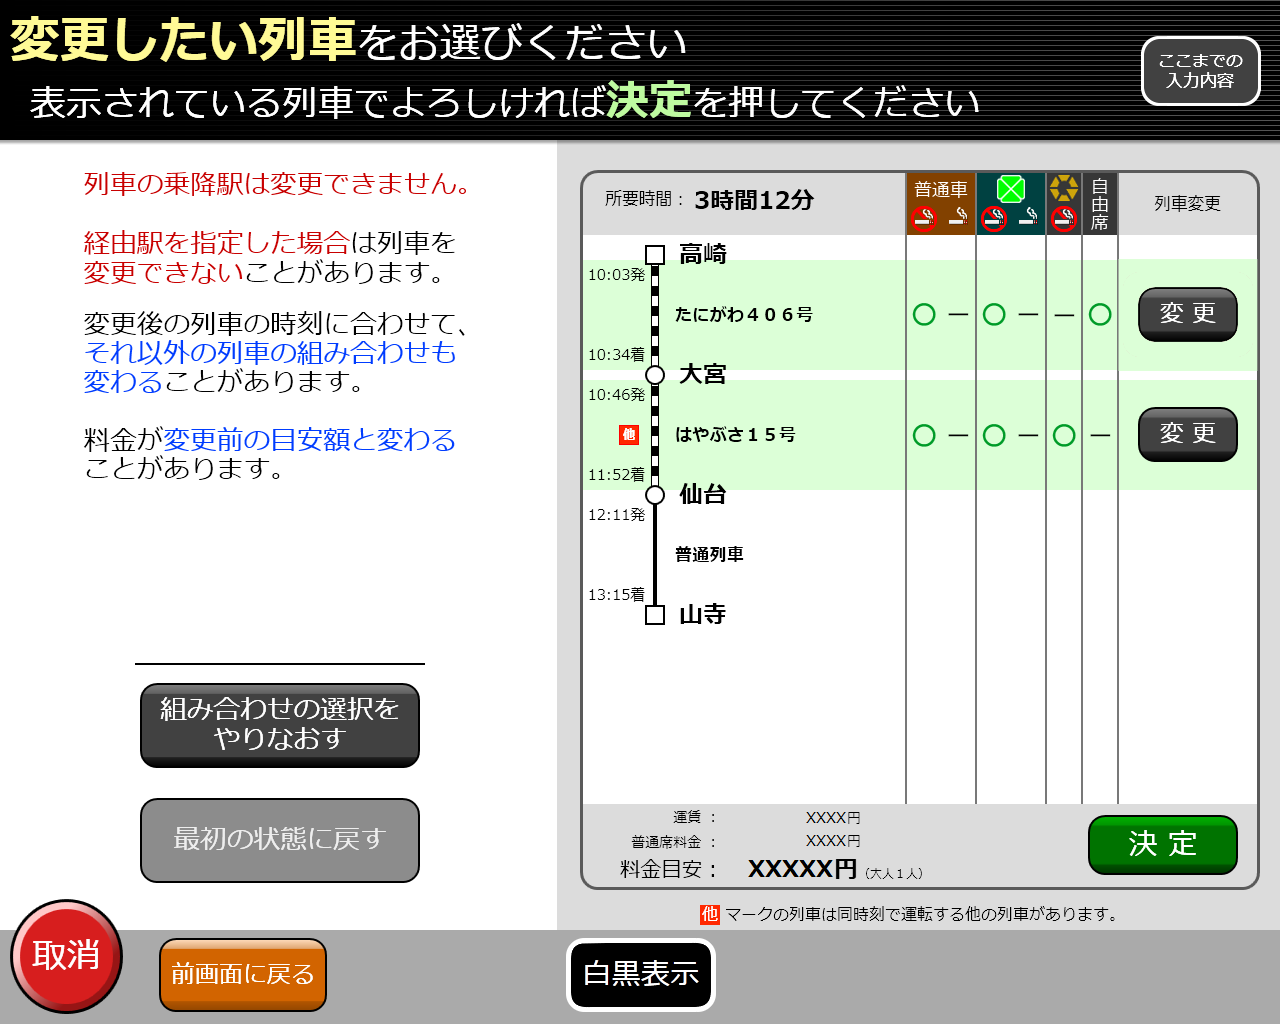 変更したい列車をお選びください
表示されている列車でよろしければ決定を押してください
ここまでの
入力内容
列車の乗降駅は変更できません。
経由駅を指定した場合は列車を
変更できないことがあります。
変更後の列車の時刻に合わせて、
それ以外の列車の組み合わせも
変わることがあります。
料金が変更前の目安額と変わる
ことがあります。
組み合わせの選択を
やりなおす
最初の状態に戻す
所要時間： 3時間12分
普通車
自由席
列車変更
高崎
10:03発
たにがわ４０６号
○ － ○ － － ○
変 更
10:34着
大宮
10:46発
他
はやぶさ１５号
○ － ○ － ○ －
変 更
11:52着
仙台
12:11発
普通列車
13:15着
山寺
運賃 ： XXXX円
普通席料金 ： XXXX円
料金目安： XXXXX円 （大人１人）
決 定
他 マークの列車は同時刻で運転する他の列車があります。
取消
前画面に戻る
白黒表示